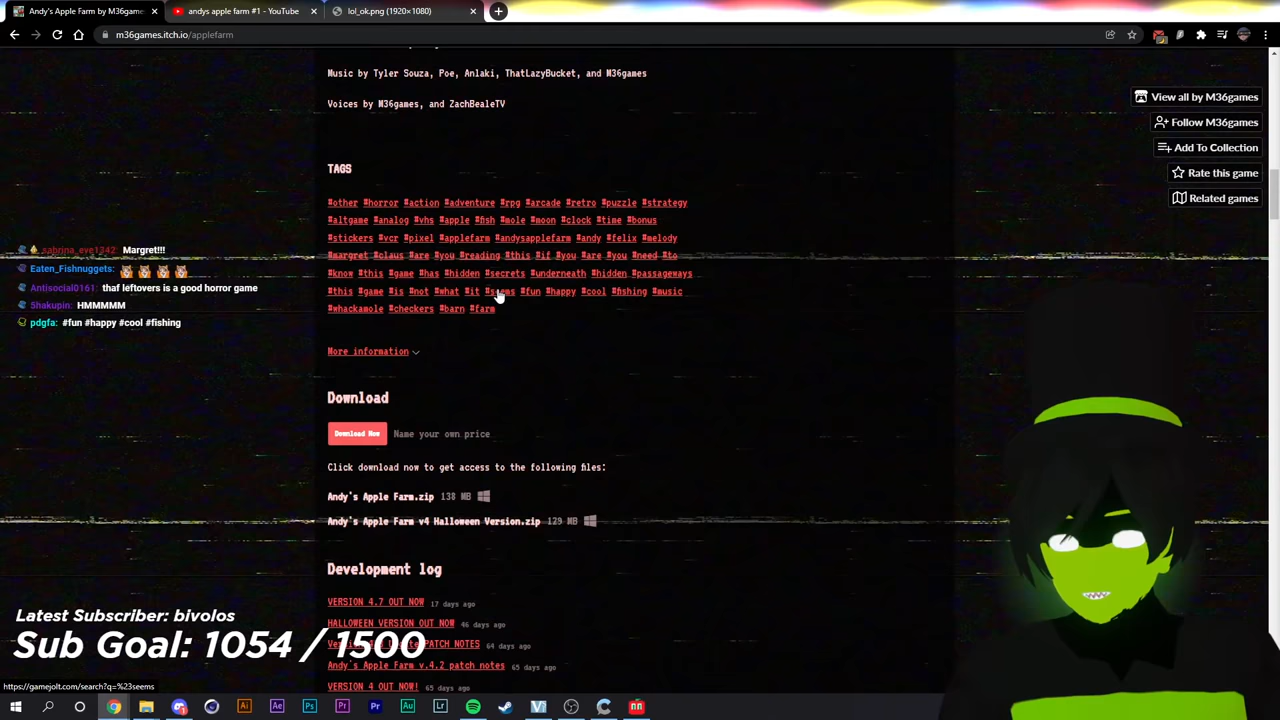 Andy's Apple Farm by M36game
andys apple farm #1 - YouTube
lol_ok.png (1920×1080)
m36games.itch.io/applefarm
Music by Tyler Souza, Poe, Anlaki, ThatLazyBucket, and M36games
Voices by M36games, and ZachBealeTV
View all by M36games
Follow M36games
Add To Collection
Rate this game
Related games
TAGS
#other #horror #action #adventure #rpg #arcade #retro #puzzle #strategy
#altgame #analog #vhs #apple #fish #mole #moon #clock #time #bonus
#stickers #vcr #pixel #applefarm #andysapplefarm #andy #felix #melody
#margret #claus #are #you #reading #this #if #you #are #you #need #to
#know #this #game #has #hidden #secrets #underneath #hidden #passageways
#this #game #is #not #what #it #seems #fun #happy #cool #fishing #music
#whackamole #checkers #barn #farm
sabrina_eve1342: Margret!!!
Eaten_Fishnuggets:
Antisocial0161: thaf leftovers is a good horror game
5hakupin: HMMMMM
pdgfa: #fun #happy #cool #fishing
More information
Download
Download Now Name your own price
Click download now to get access to the following files:
Andy's Apple Farm.zip 138 MB
Andy's Apple Farm v4 Halloween Version.zip 129 MB
Development log
VERSION 4.7 OUT NOW 17 days ago
HALLOWEEN VERSION OUT NOW 46 days ago
PATCH NOTES 64 days ago
Andy's Apple Farm v.4.2 patch notes 65 days ago
VERSION 4 OUT NOW! 65 days ago
Latest Subscriber: bivolos
Sub Goal: 1054 / 1500
https://gamejolt.com/search?q=%23seems
Ai
Ae
Ps
Pr
Pr
Au
Lr